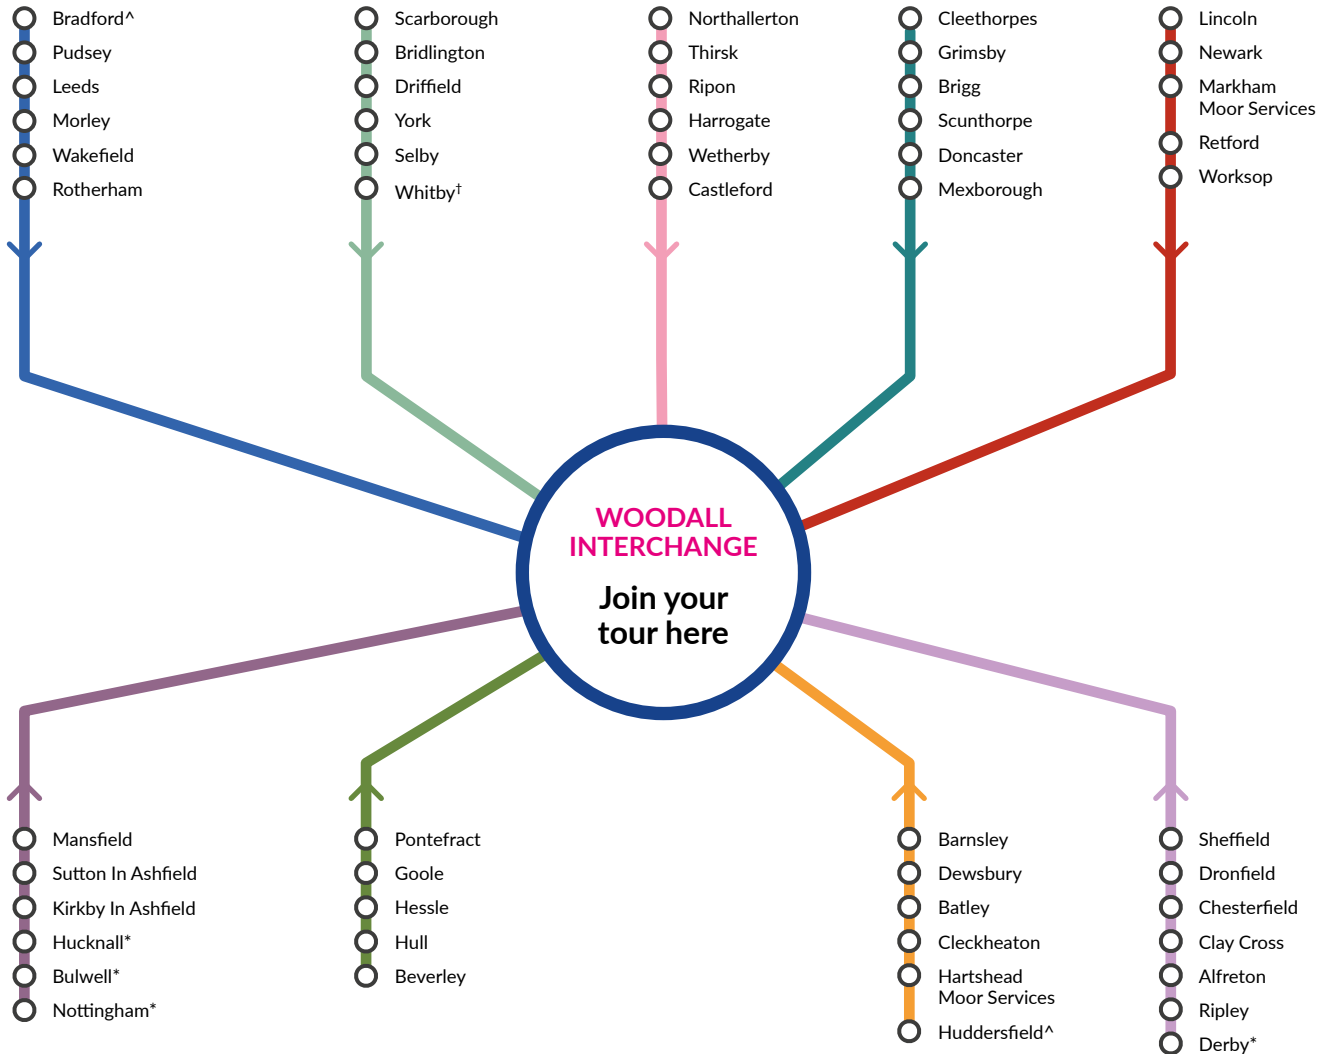 Bradford^
Pudsey
Leeds
Morley
Wakefield
Rotherham
Scarborough
Bridlington
Driffield
York
Selby
Whitby†
Northallerton
Thirsk
Ripon
Harrogate
Wetherby
Castleford
Cleethorpes
Grimsby
Brigg
Scunthorpe
Doncaster
Mexborough
Lincoln
Newark
Markham
Moor Services
Retford
Worksop
WOODALL
INTERCHANGE
Join your
tour here
Mansfield
Sutton In Ashfield
Kirkby In Ashfield
Hucknall*
Bulwell*
Nottingham*
Pontefract
Goole
Hessle
Hull
Beverley
Barnsley
Dewsbury
Batley
Cleckheaton
Hartshead
Moor Services
Huddersfield^
Sheffield
Dronfield
Chesterfield
Clay Cross
Alfreton
Ripley
Derby*